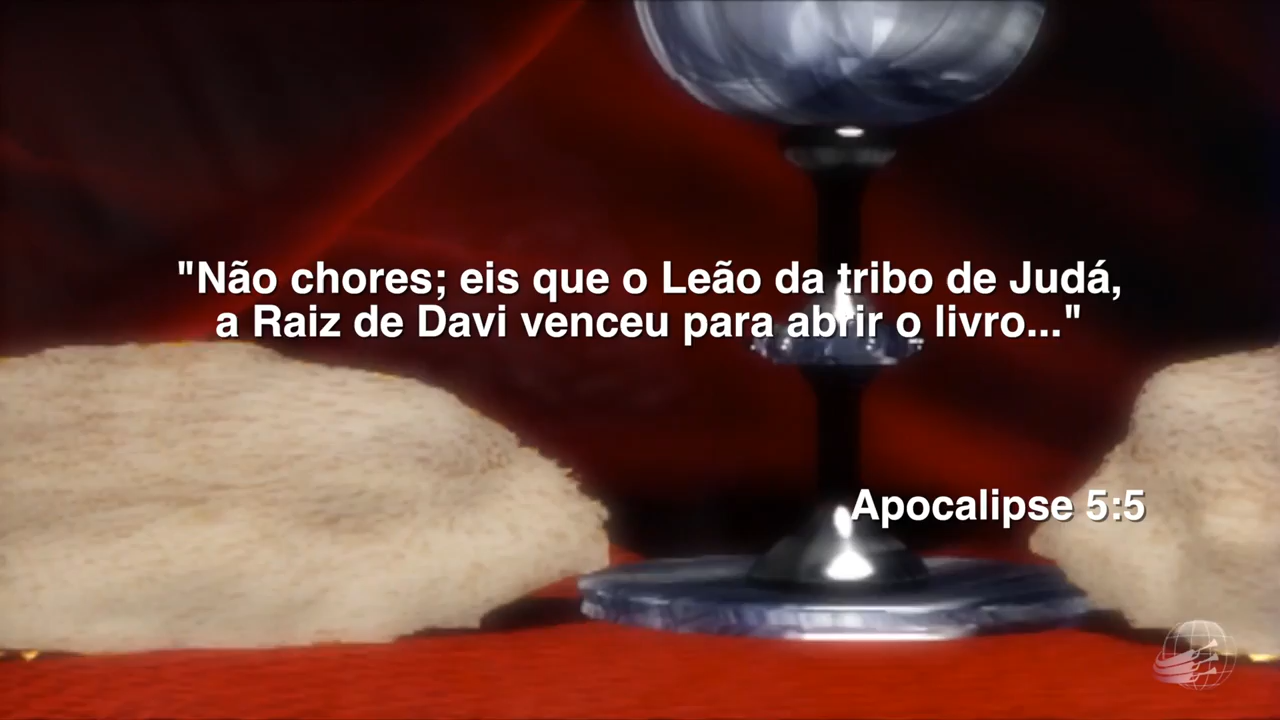 "Não chores; eis que o Leão da tribo de Judá,
a Raiz de Davi venceu para abrir o livro..."
Apocalipse 5:5